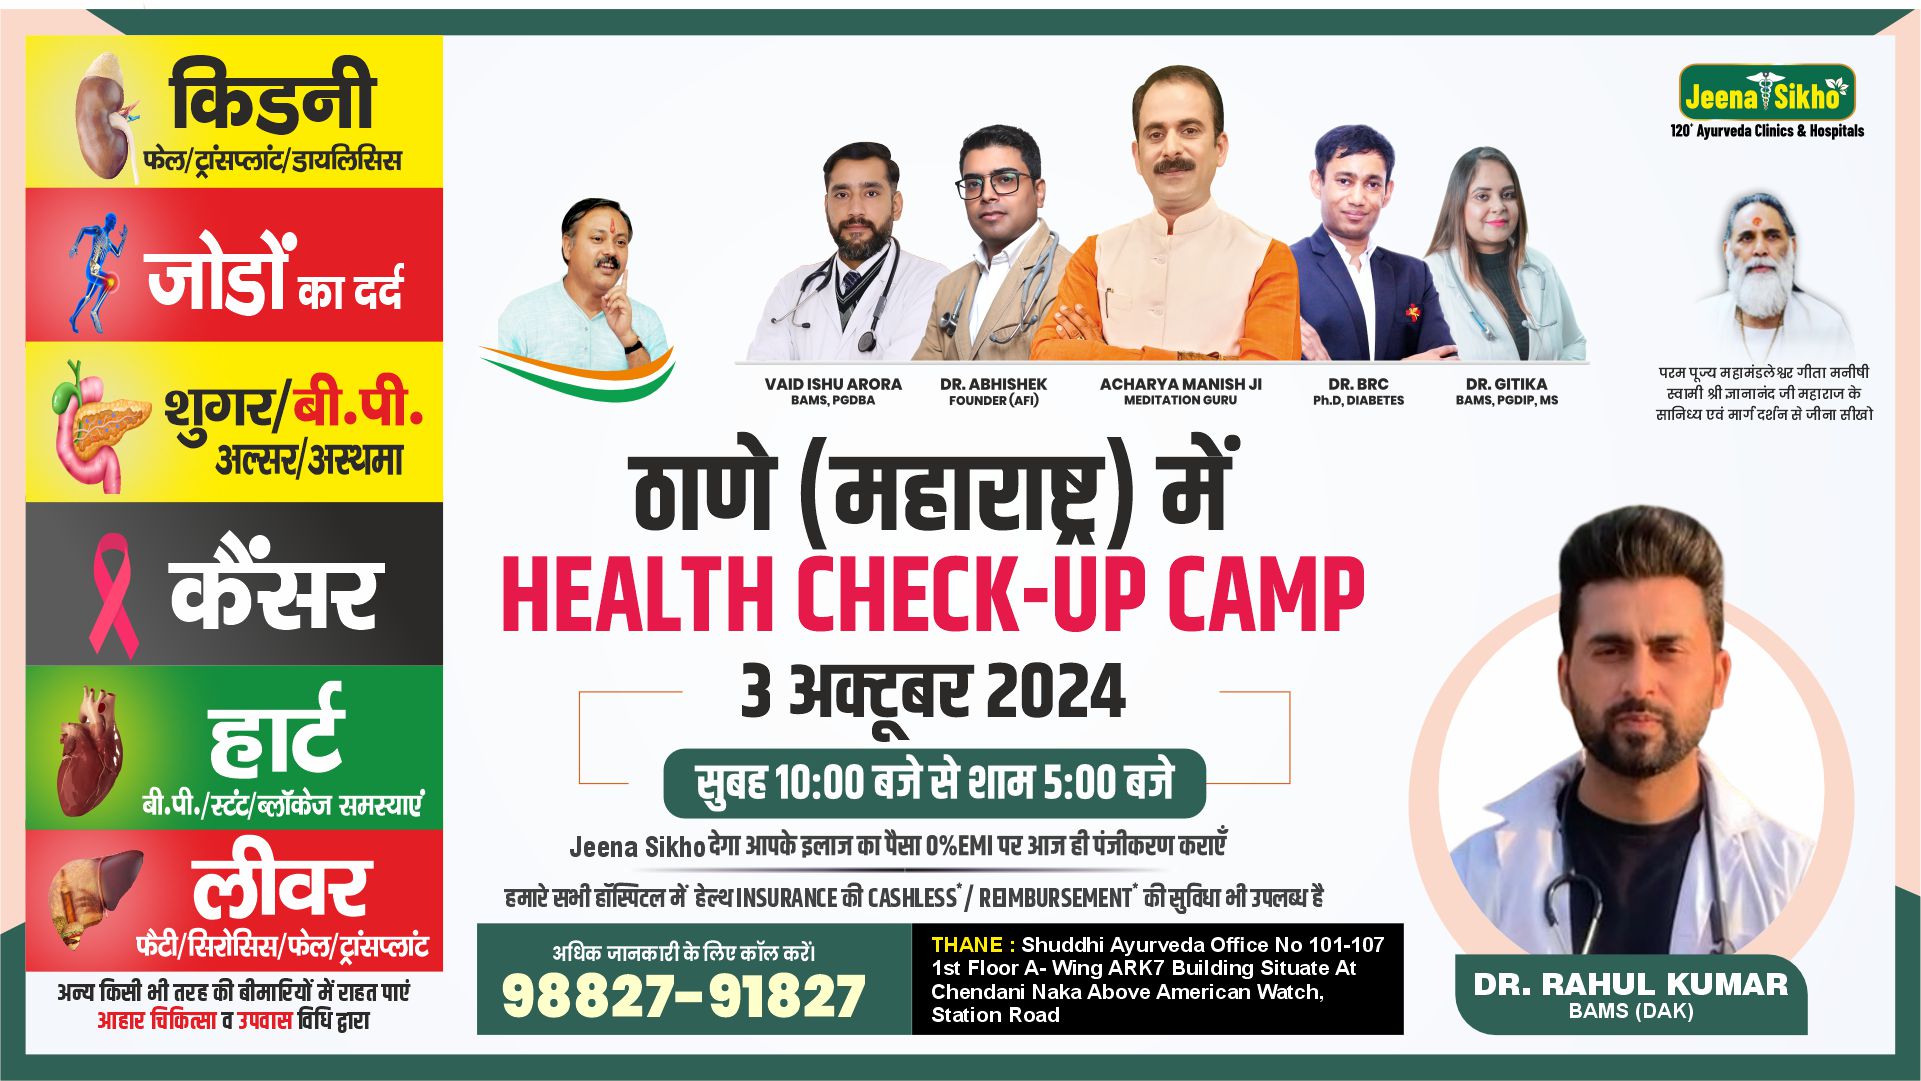 किडनी
फेल/ट्रांसप्लांट/डायलिसिस
जोडों का दर्द
शुगर/बी.पी.
अल्सर/अस्थमा
कैंसर
हार्ट
बी.पी./स्टंट/ब्लॉकेज समस्याएं
लीवर
फैटी/सिरोसिस/फेल/ट्रांसप्लांट
अन्य किसी भी तरह की बीमारियों में राहत पाएं
आहार चिकित्सा व उपवास विधि द्वारा
Jeena Sikho
120+ Ayurveda Clinics & Hospitals
VAID ISHU ARORA
BAMS, PGDBA
DR. ABHISHEK
FOUNDER (AFI)
ACHARYA MANISH JI
MEDITATION GURU
DR. BRC
Ph.D, DIABETES
DR. GITIKA
BAMS, PGDIP, MS
परम पूज्य महामंडलेश्वर गीता मनीषी
स्वामी श्री ज्ञानानंद जी महाराज के
सानिध्य एवं मार्ग दर्शन से जीना सीखो
ठाणे (महाराष्ट्र) में
HEALTH CHECK-UP CAMP
3 अक्टूबर 2024
सुबह 10:00 बजे से शाम 5:00 बजे
Jeena Sikho देगा आपके इलाज का पैसा 0%EMI पर आज ही पंजीकरण कराएँ
हमारे सभी हॉस्पिटल में हेल्थ INSURANCE की CASHLESS* / REIMBURSEMENT* की सुविधा भी उपलब्ध है
अधिक जानकारी के लिए कॉल करें।
98827-91827
THANE : Shuddhi Ayurveda Office No 101-107
1st Floor A- Wing ARK7 Building Situate At
Chendani Naka Above American Watch,
Station Road
DR. RAHUL KUMAR
BAMS (DAK)